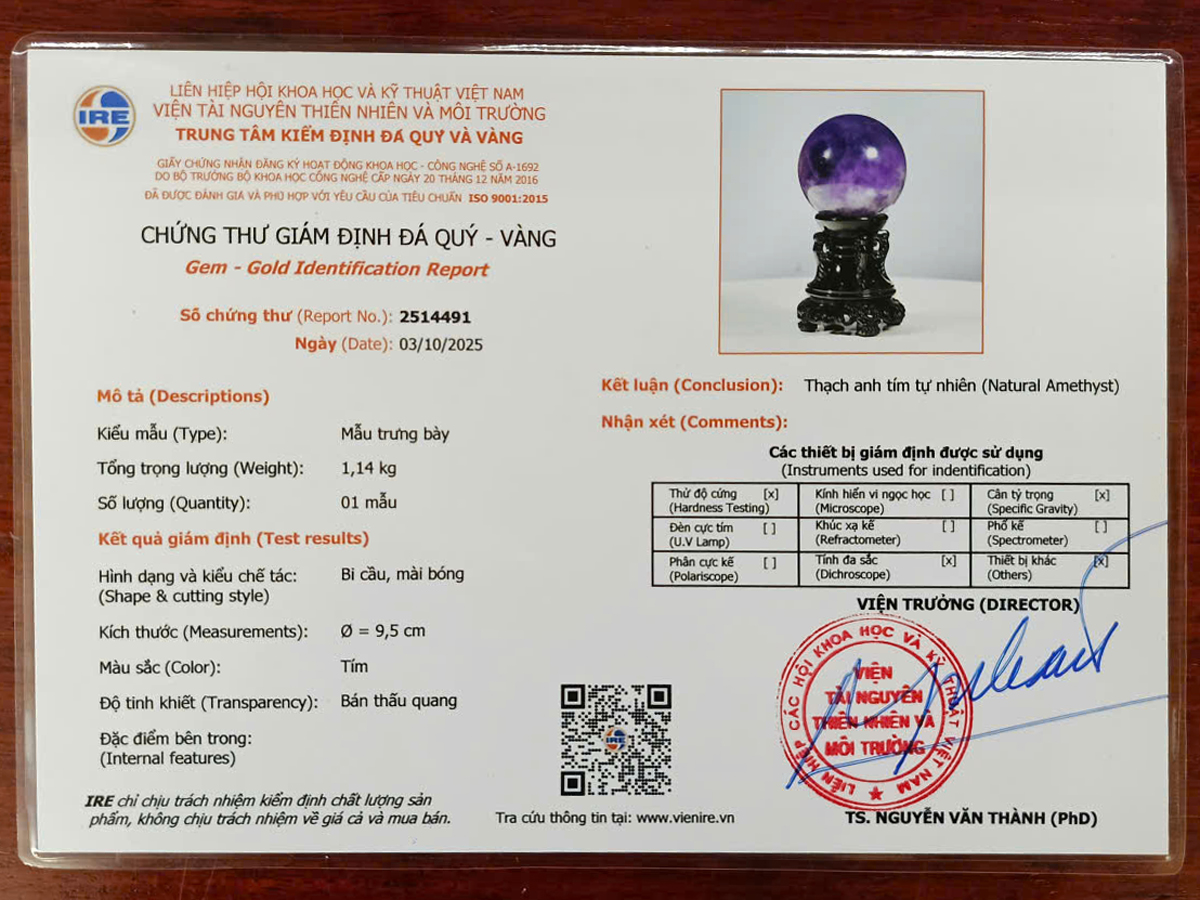 IRE
LIÊN HIỆP HỘI KHOA HỌC VÀ KỸ THUẬT VIỆT NAM
VIỆN TÀI NGUYÊN THIÊN NHIÊN VÀ MÔI TRƯỜNG
TRUNG TÂM KIỂM ĐỊNH ĐÁ QUÝ VÀ VÀNG
GIẤY CHỨNG NHẬN ĐĂNG KÝ HOẠT ĐỘNG KHOA HỌC - CÔNG NGHỆ SỐ A-1692
DO BỘ TRƯỞNG BỘ KHOA HỌC CÔNG NGHỆ CẤP NGÀY 20 THÁNG 12 NĂM 2016
ĐÃ ĐƯỢC ĐÁNH GIÁ VÀ PHÙ HỢP VỚI YÊU CẦU CỦA TIÊU CHUẨN ISO 9001:2015
CHỨNG THƯ GIÁM ĐỊNH ĐÁ QUÝ - VÀNG
Gem - Gold Identification Report
Số chứng thư (Report No.): 2514491
Ngày (Date): 03/10/2025
Mô tả (Descriptions)
Kiểu mẫu (Type): Mẫu trưng bày
Tổng trọng lượng (Weight): 1,14 kg
Số lượng (Quantity): 01 mẫu
Kết quả giám định (Test results)
Hình dạng và kiểu chế tác: Bi cầu, mài bóng
(Shape & cutting style)
Kích thước (Measurements): Ø = 9,5 cm
Màu sắc (Color): Tím
Độ tinh khiết (Transparency): Bán thấu quang
Đặc điểm bên trong:
(Internal features)
IRE chỉ chịu trách nhiệm kiểm định chất lượng sản
phẩm, không chịu trách nhiệm về giá cả và mua bán.
IRE
Tra cứu thông tin tại: www.vienire.vn
Kết luận (Conclusion): Thạch anh tím tự nhiên (Natural Amethyst)
Nhận xét (Comments):
Các thiết bị giám định được sử dụng
(Instruments used for indentification)
Thử độ cứng [x] Kính hiển vi ngọc học [ ] Cân tỷ trọng [x]
(Hardness Testing) (Microscope) (Specific Gravity)
Đèn cực tím [ ] Khúc xạ kế [ ] Phổ kế [ ]
(U.V Lamp) (Refractometer) (Spectrometer)
Phân cực kế [ ] Tính đa sắc [x] Thiết bị khác [x]
(Polariscope) (Dichroscope) (Others)
VIỆN TRƯỞNG (DIRECTOR)
LIÊN HIỆP CÁC HỘI KHOA HỌC VÀ KỸ THUẬT VIỆT NAM
VIỆN
TÀI NGUYÊN
THIÊN NHIÊN VÀ
MÔI TRƯỜNG
TS. NGUYỄN VĂN THÀNH (PhD)